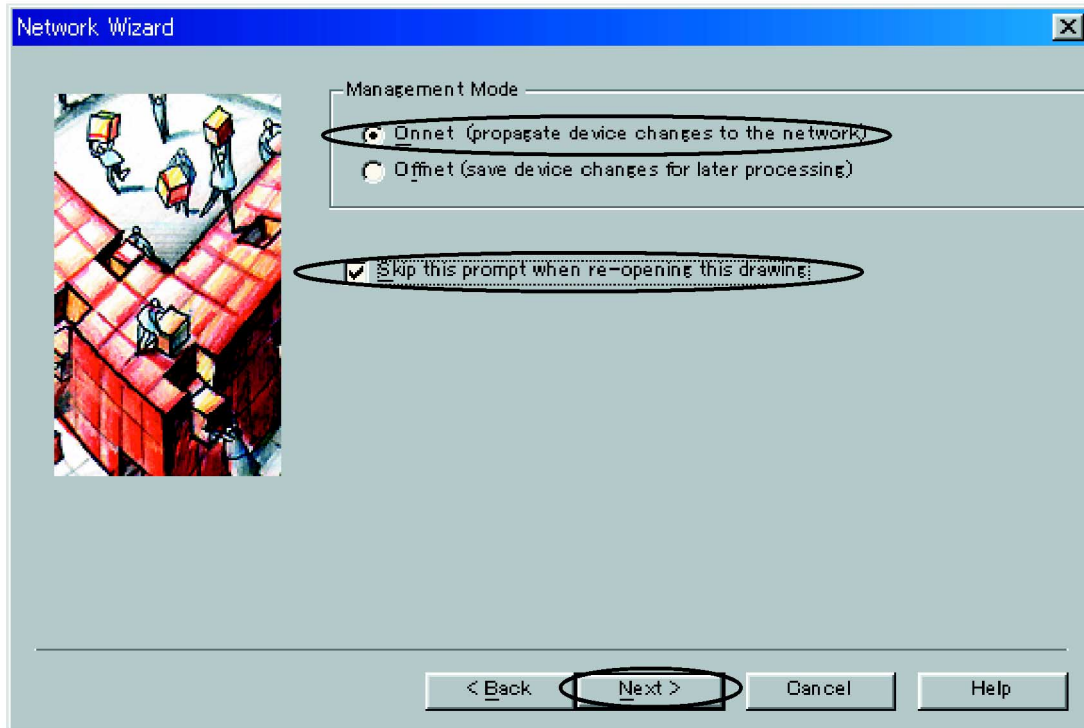 Network Wizard
Management Mode
Onnet (propagate device changes to the network)
Offnet (save device changes for later processing)
Skip this prompt when re-opening this drawing
< Back Next > Cancel Help